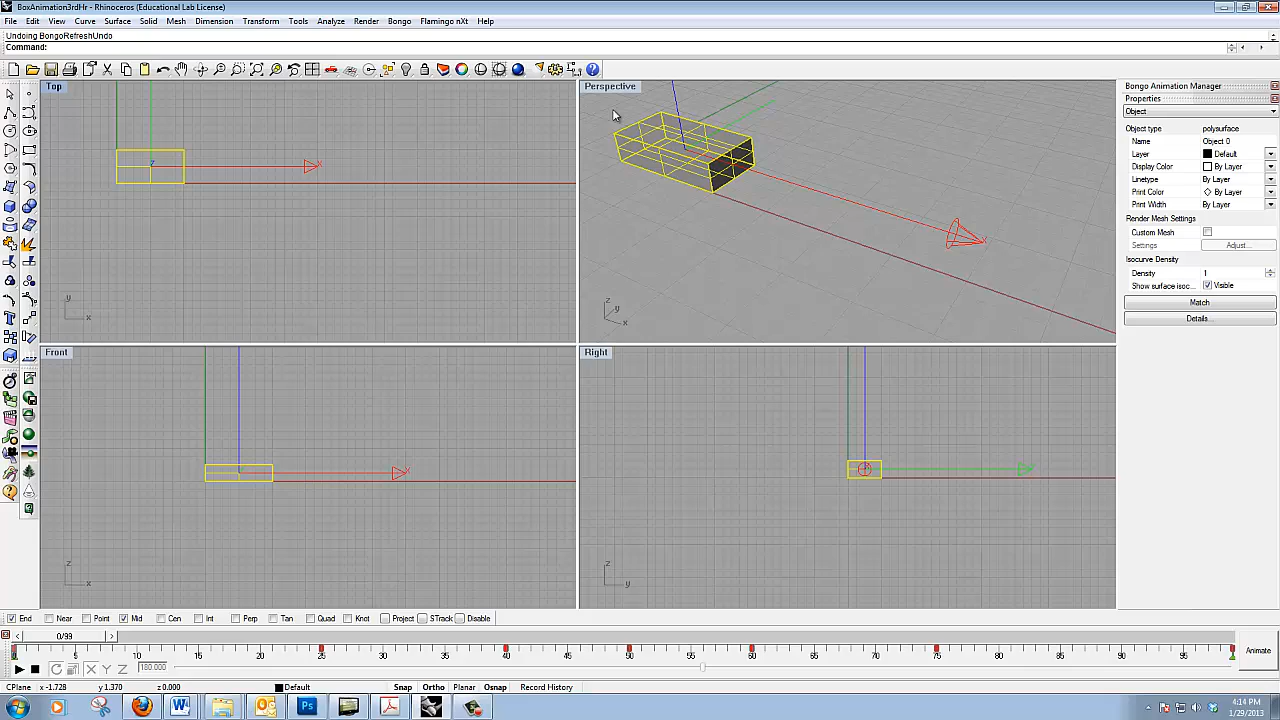 BoxAnimation3rdHr - Rhinoceros (Educational Lab License)
File Edit View Curve Surface Solid Mesh Dimension Transform Tools Analyze Render Bongo Flamingo nXt Help
Undoing BongoRefreshUndo
Command:
Top
Perspective
Front
Right
z
x
y
x
x
z
y
x
x
z
x
z
y
Bongo Animation Manager
Properties
Object
Object type polysurface
Name Object 0
Layer Default
Display Color By Layer
Linetype By Layer
Print Color By Layer
Print Width By Layer
Render Mesh Settings
Custom Mesh
Settings Adjust...
Isocurve Density
Density 1
Show surface isoc... Visible
Match
Details...
End Near Point Mid Cen Int Perp Tan Quad Knot Project STrack Disable
< 0/99 >
5 10 15 20 25 30 35 40 45 50 55 60 65 70 75 80 85 90 95
Animate
X Y Z 180.000
CPlane x -1.728 y 1.370 z 0.000 Default Snap Ortho Planar Osnap Record History
4:14 PM
1/29/2013